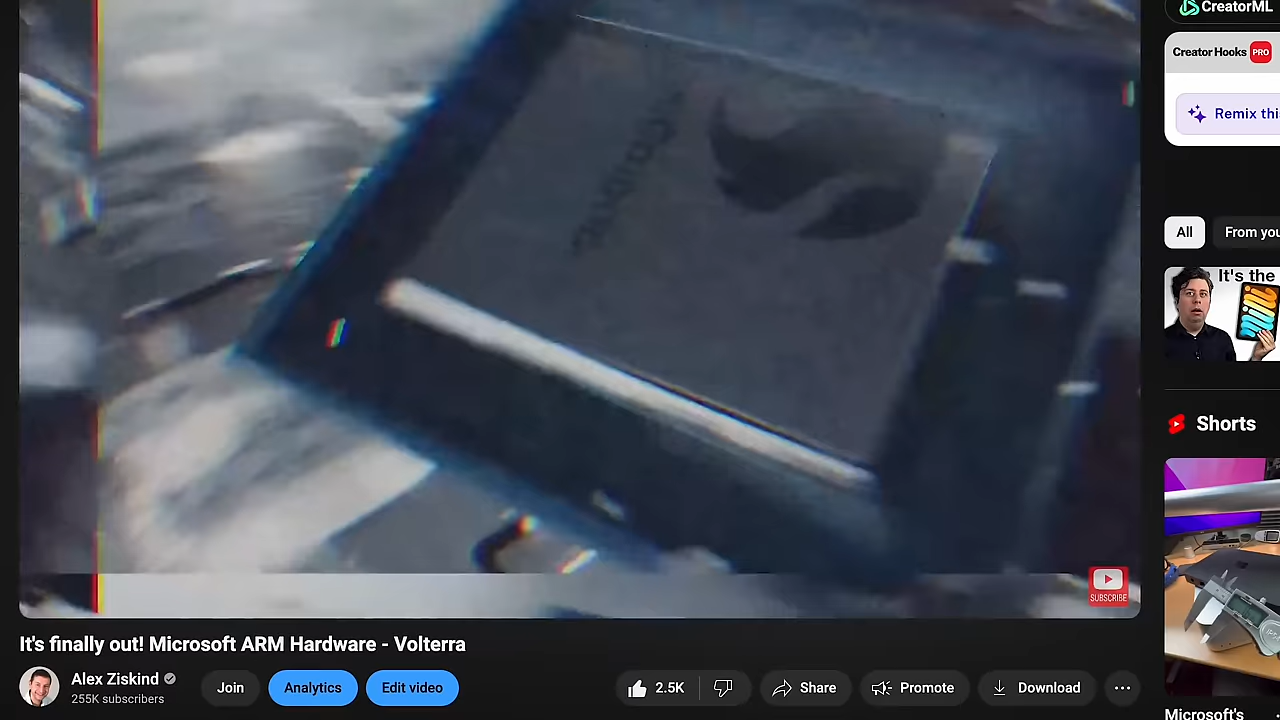 CreatorML
Creator Hooks PRO
Remix thi
All
From you
It's the
Shorts
SUBSCRIBE
It's finally out! Microsoft ARM Hardware - Volterra
Alex Ziskind
255K subscribers
Join
Analytics
Edit video
2.5K
Share
Promote
Download
Microsoft's